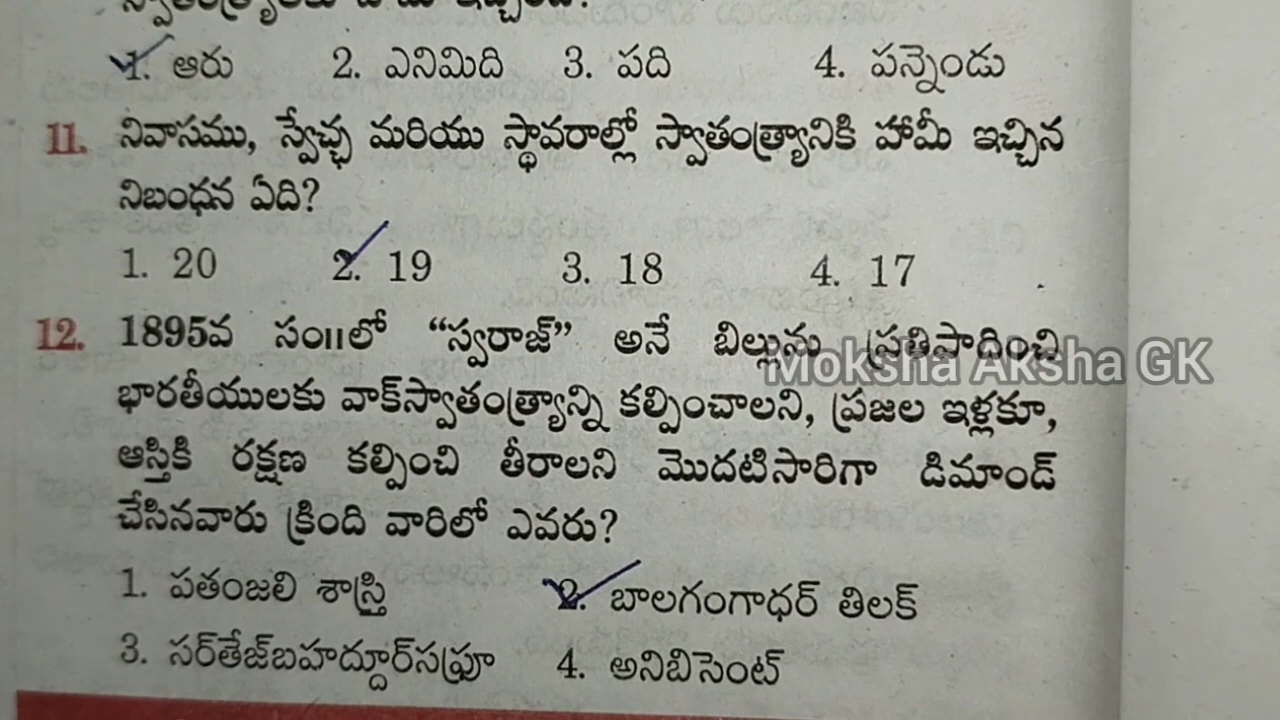 స్వాతంత్ర్యాలకు హామీ ఇచ్చింది?
1. ఆరు 2. ఎనిమిది 3. పది 4. పన్నెండు
11. నివాసము, స్వేచ్ఛ మరియు స్థావరాల్లో స్వాతంత్ర్యానికి హామీ ఇచ్చిన
నిబంధన ఏది?
1. 20 2. 19 3. 18 4. 17
12. 1895వ సం॥లో “స్వరాజ్” అనే బిల్లును ప్రతిపాదించి
Moksha Aksha GK
భారతీయులకు వాక్‌స్వాతంత్ర్యాన్ని కల్పించాలని, ప్రజల ఇళ్లకూ,
ఆస్తికి రక్షణ కల్పించి తీరాలని మొదటిసారిగా డిమాండ్
చేసినవారు క్రింది వారిలో ఎవరు?
1. పతంజలి శాస్త్రి 2. బాలగంగాధర్ తిలక్
3. సర్‌తేజ్‌బహద్దూర్‌సప్రూ 4. అనిబిసెంట్